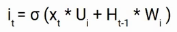 i_t = σ ( x_t * U_i + H_t-1 * W_i )